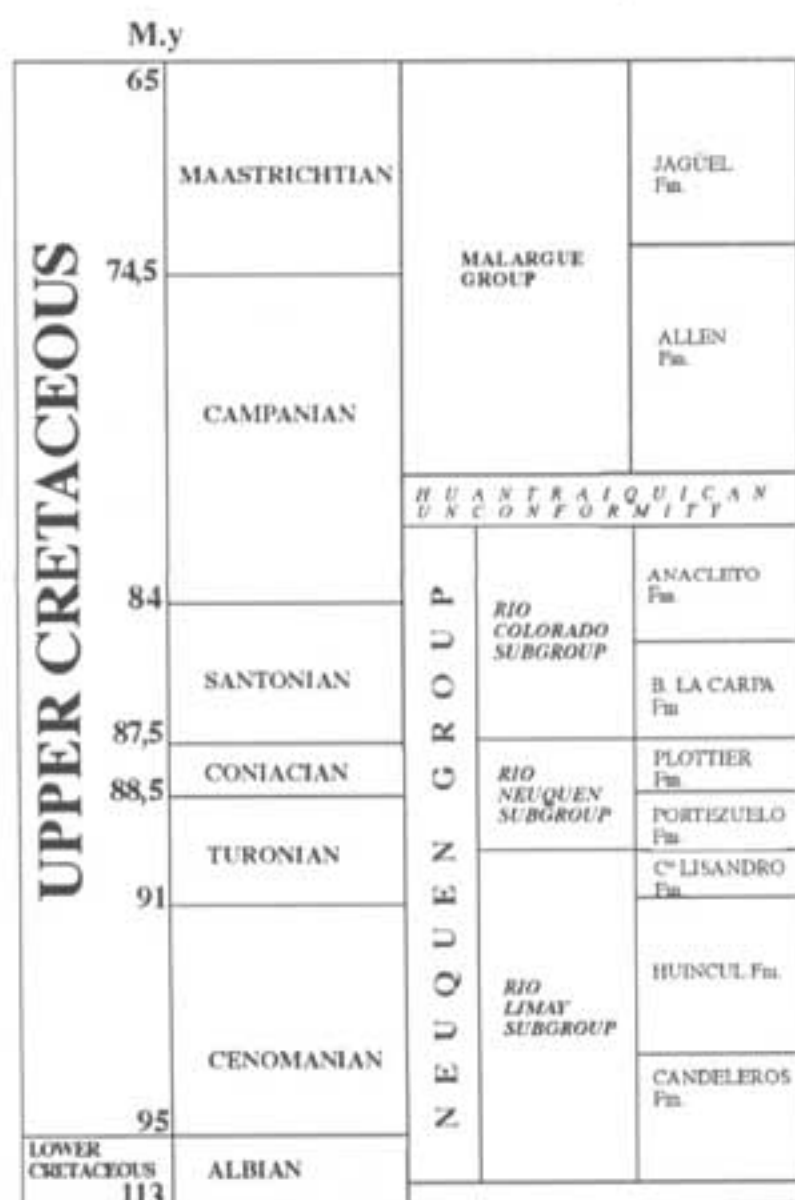 M.y
65
MAASTRICHTIAN
JAGÜEL
Fm.
MALARGUE
GROUP
74,5
ALLEN
Fm.
CAMPANIAN
HUANTRAIQUICAN
UNCONFORMITY
UPPER CRETACEOUS
84
NEUQUEN GROUP
RIO
COLORADO
SUBGROUP
ANACLETO
Fm
SANTONIAN
B. LA CARPA
Fm
87,5
CONIACIAN
RIO
NEUQUEN
SUBGROUP
PLOTTIER
Fm
88,5
PORTEZUELO
Fm
TURONIAN
Cº LISANDRO
Fm
91
HUINCUL Fm.
RIO
LIMAY
SUBGROUP
CENOMANIAN
CANDELEROS
Fm.
95
LOWER
CRETACEOUS
ALBIAN
113